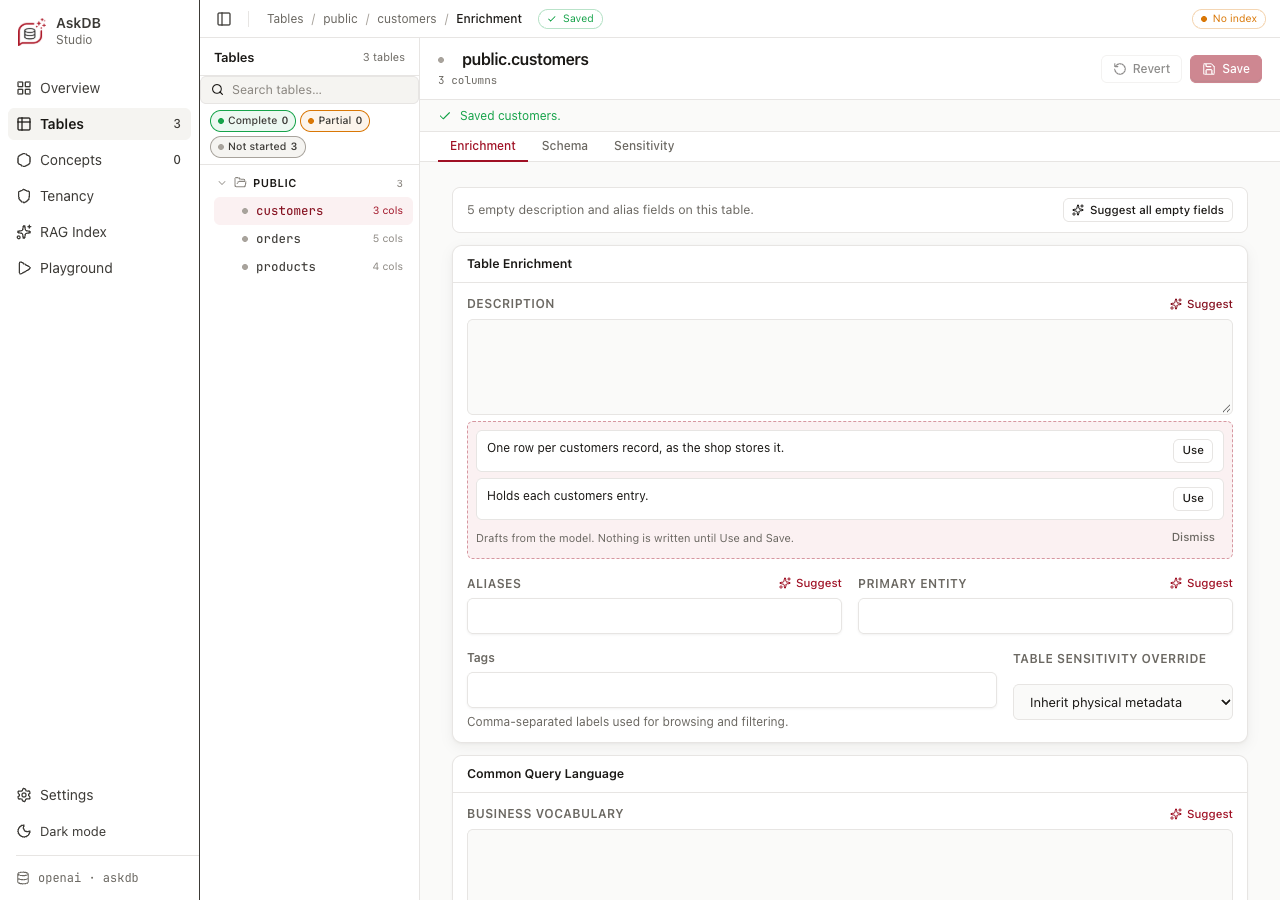 AskDB
Studio
Overview
Tables 3
Concepts 0
Tenancy
RAG Index
Playground
Settings
Dark mode
openai · askdb
Tables / public / customers / Enrichment
Saved
No index
Tables 3 tables
Search tables...
Complete 0
Partial 0
Not started 3
PUBLIC 3
customers 3 cols
orders 5 cols
products 4 cols
public.customers
3 columns
Revert
Save
Saved customers.
Enrichment
Schema
Sensitivity
5 empty description and alias fields on this table.
Suggest all empty fields
Table Enrichment
DESCRIPTION
Suggest
One row per customers record, as the shop stores it.
Use
Holds each customers entry.
Use
Drafts from the model. Nothing is written until Use and Save.
Dismiss
ALIASES
Suggest
PRIMARY ENTITY
Suggest
Tags
Comma-separated labels used for browsing and filtering.
TABLE SENSITIVITY OVERRIDE
Inherit physical metadata
Common Query Language
BUSINESS VOCABULARY
Suggest